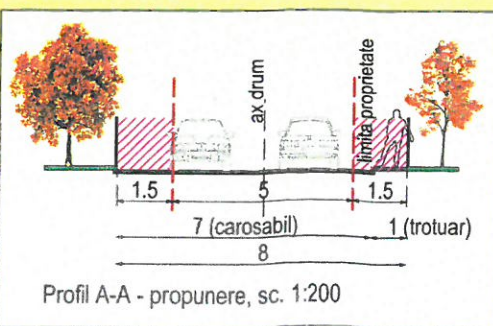 ax drum
limita proprietate
1.5 5 1.5
7 (carosabil) 1 (trotuar)
8
Profil A-A - propunere, sc. 1:200